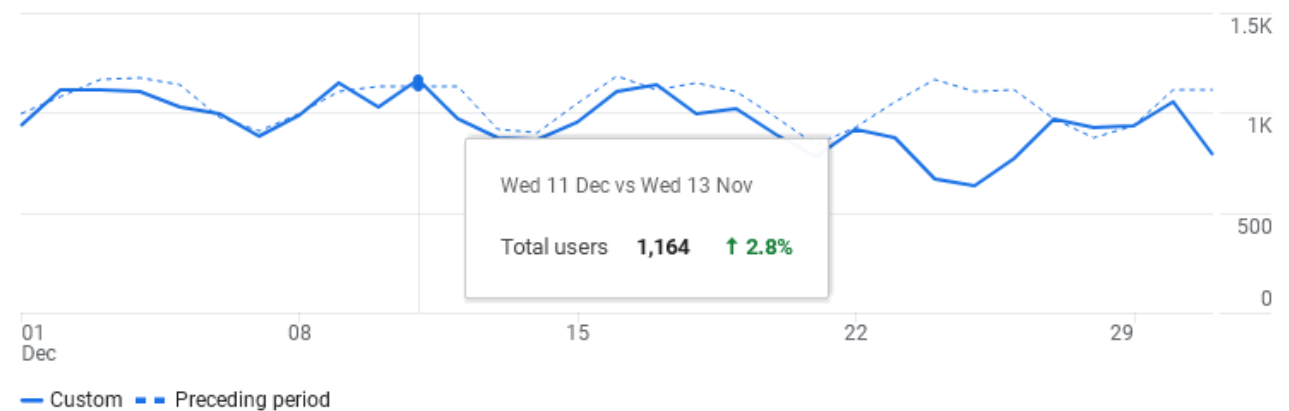 1.5K
1K
Wed 11 Dec vs Wed 13 Nov
Total users 1,164 ↑ 2.8%
500
0
01 08 15 22 29
Dec
Custom Preceding period